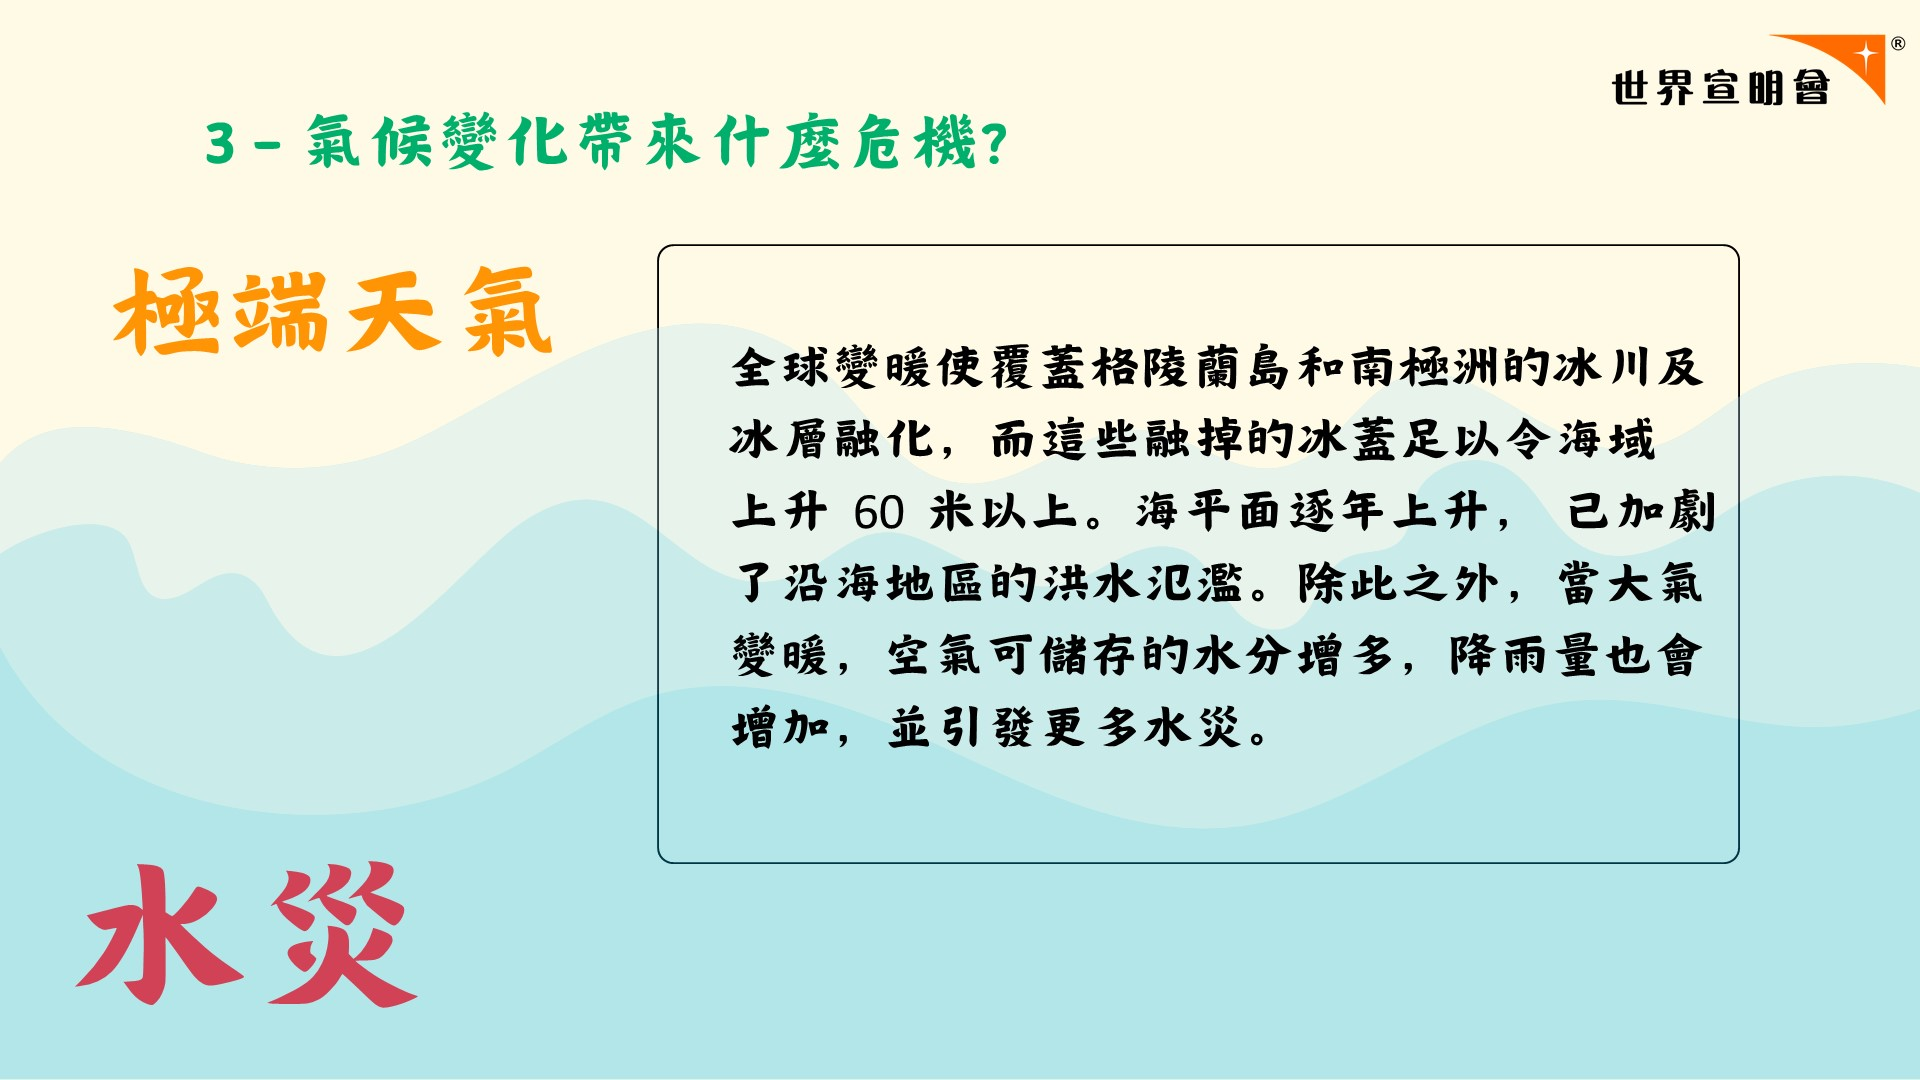 世界宣明會®
3 – 氣候變化帶來什麼危機?
極端天氣
全球變暖使覆蓋格陵蘭島和南極洲的冰川及
冰層融化，而這些融掉的冰蓋足以令海域
上升 60 米以上。海平面逐年上升， 已加劇
了沿海地區的洪水氾濫。除此之外，當大氣
變暖，空氣可儲存的水分增多，降雨量也會
增加，並引發更多水災。
水災